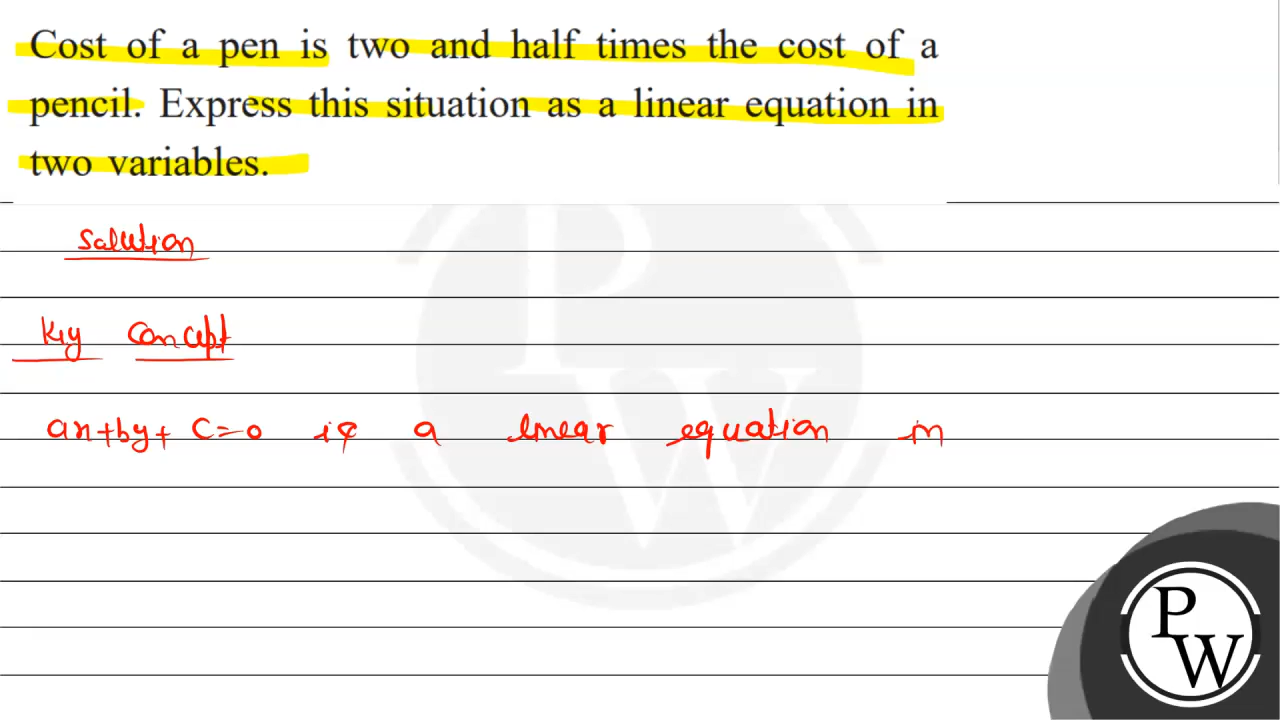 Cost of a pen is two and half times the cost of a
pencil. Express this situation as a linear equation in
two variables.
Solution
Key Concept
ax+by+ c=0 is a linear equation in
P
W
P
W